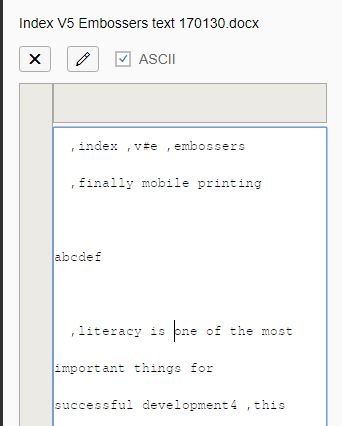 Index V5 Embossers text 170130.docx
ASCII
,index ,v#e ,embossers
,finally mobile printing
abcdef
,literacy is one of the most
important things for
successful development4 ,this